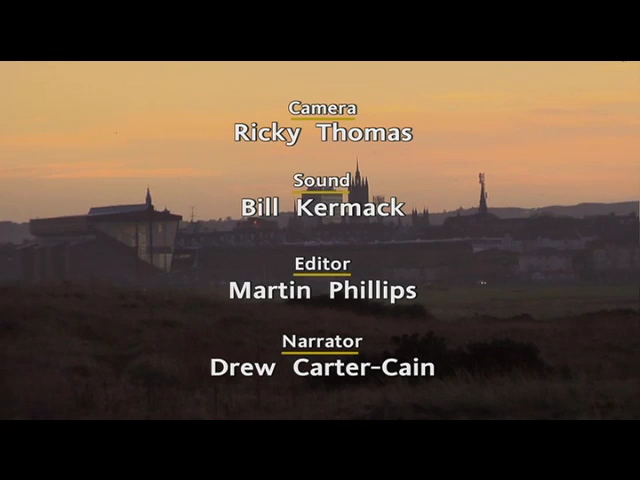 Camera
Ricky Thomas
Sound
Bill Kermack
Editor
Martin Phillips
Narrator
Drew Carter-Cain